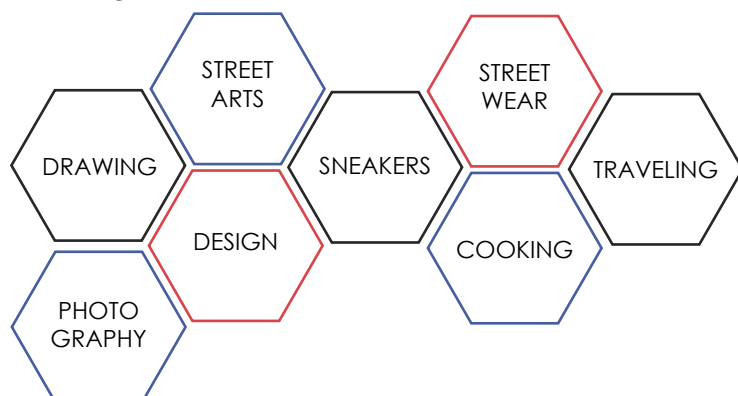 STREET
ARTS
STREET
WEAR
DRAWING
SNEAKERS
TRAVELING
DESIGN
COOKING
PHOTO
GRAPHY